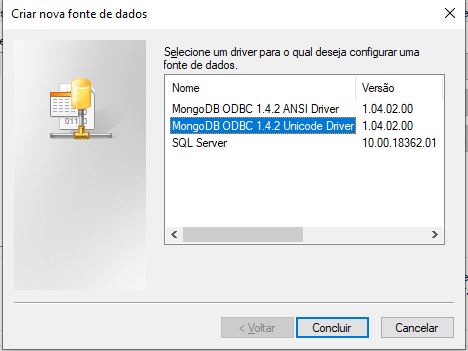 Criar nova fonte de dados
Selecione um driver para o qual deseja configurar uma
fonte de dados.
Nome Versão
MongoDB ODBC 1.4.2 ANSI Driver 1.04.02.00
MongoDB ODBC 1.4.2 Unicode Driver 1.04.02.00
SQL Server 10.00.18362.01
< Voltar Concluir Cancelar